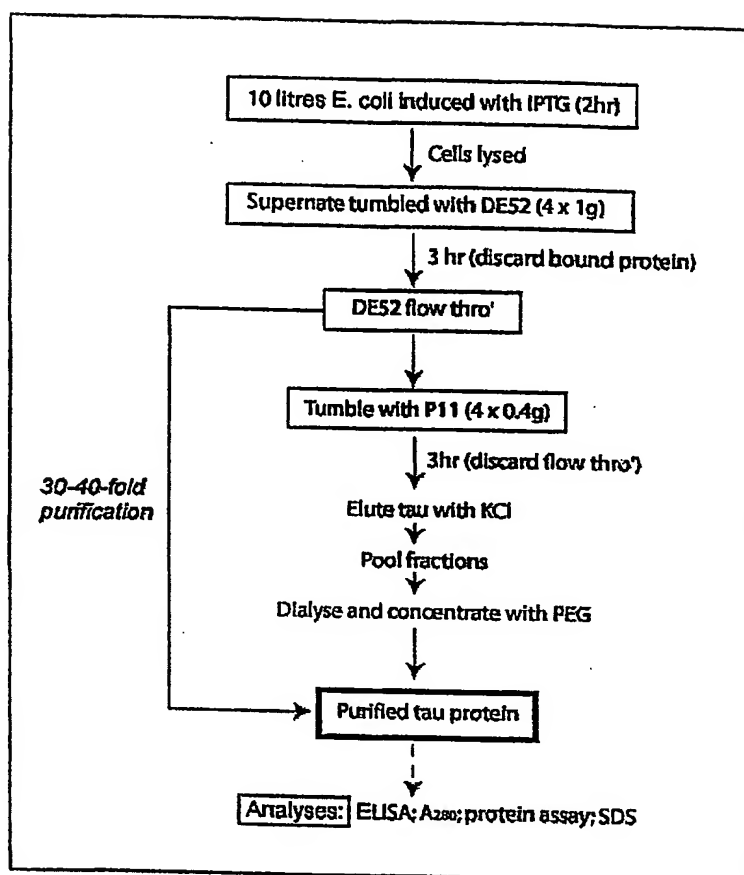 10 litres E. coli induced with IPTG (2hr)
Cells lysed
Supernate tumbled with DE52 (4 x 1g)
3 hr (discard bound protein)
DE52 flow thro'
Tumble with P11 (4 x 0.4g)
3hr (discard flow thro')
30-40-fold
purification
Elute tau with KCl
Pool fractions
Dialyse and concentrate with PEG
Purified tau protein
Analyses: ELISA; A280; protein assay; SDS